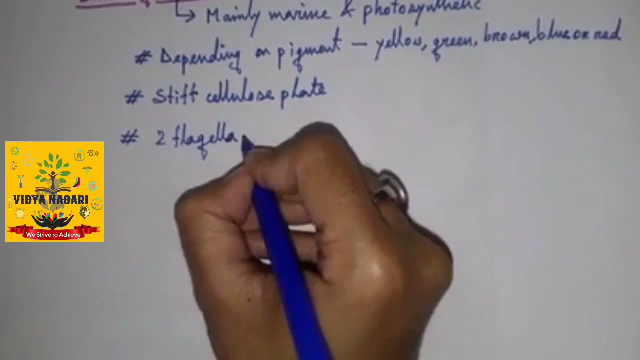 Mainly marine & photosynthetic
# Depending on pigment — yellow, green, brown, blue or red
# Stiff cellulose plate
# 2 flagella
VIDYA NAGARI
We Strive to Achieve